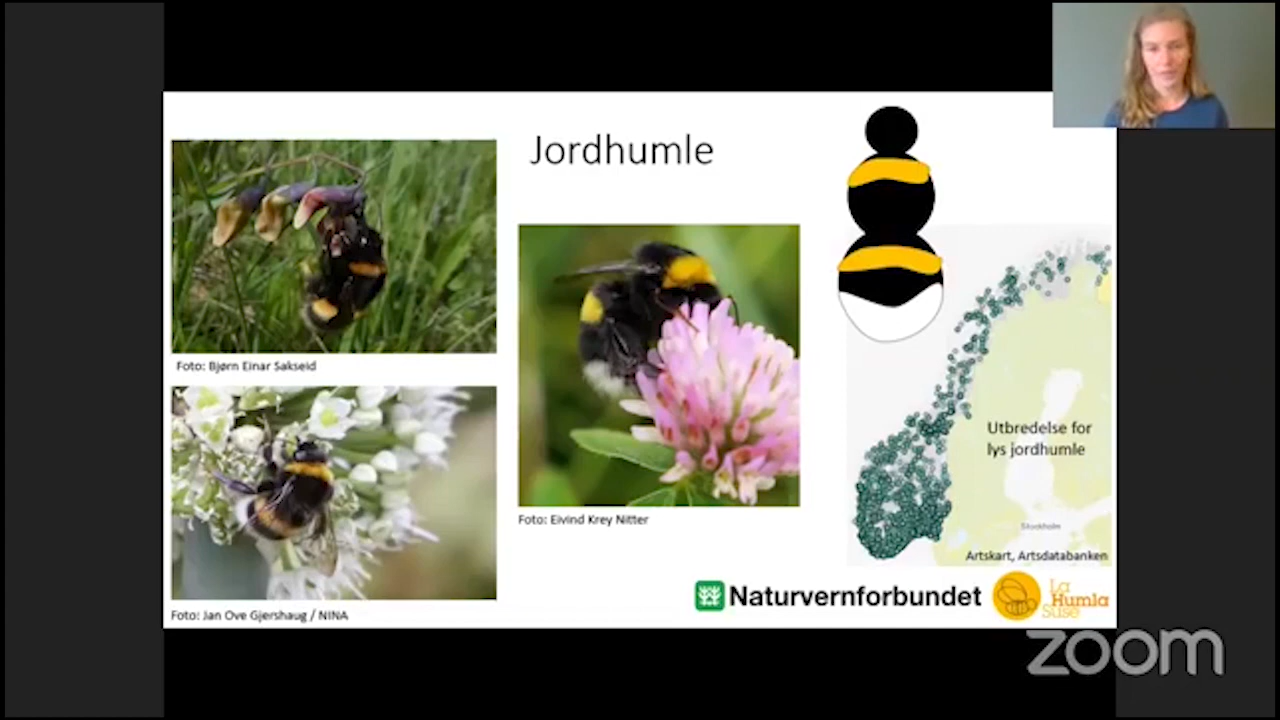 Jordhumle
Foto: Bjørn Einar Sakseid
Foto: Eivind Krey Nitter
Foto: Jan Ove Gjershaug / NINA
Utbredelse for
lys jordhumle
Stockholm
Artskart, Artsdatabanken
Naturvernforbundet
La
Humla
Suse
zoom